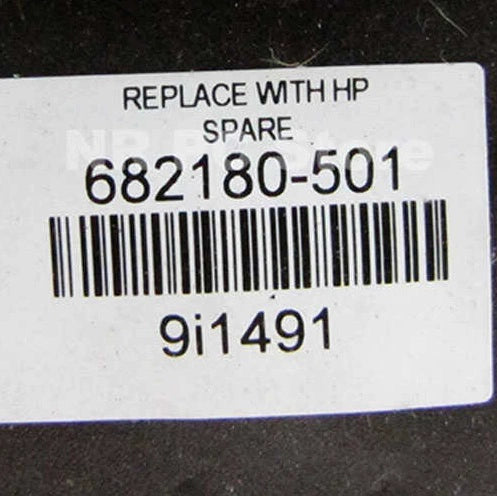 REPLACE WITH HP
SPARE
682180-501
9i1491